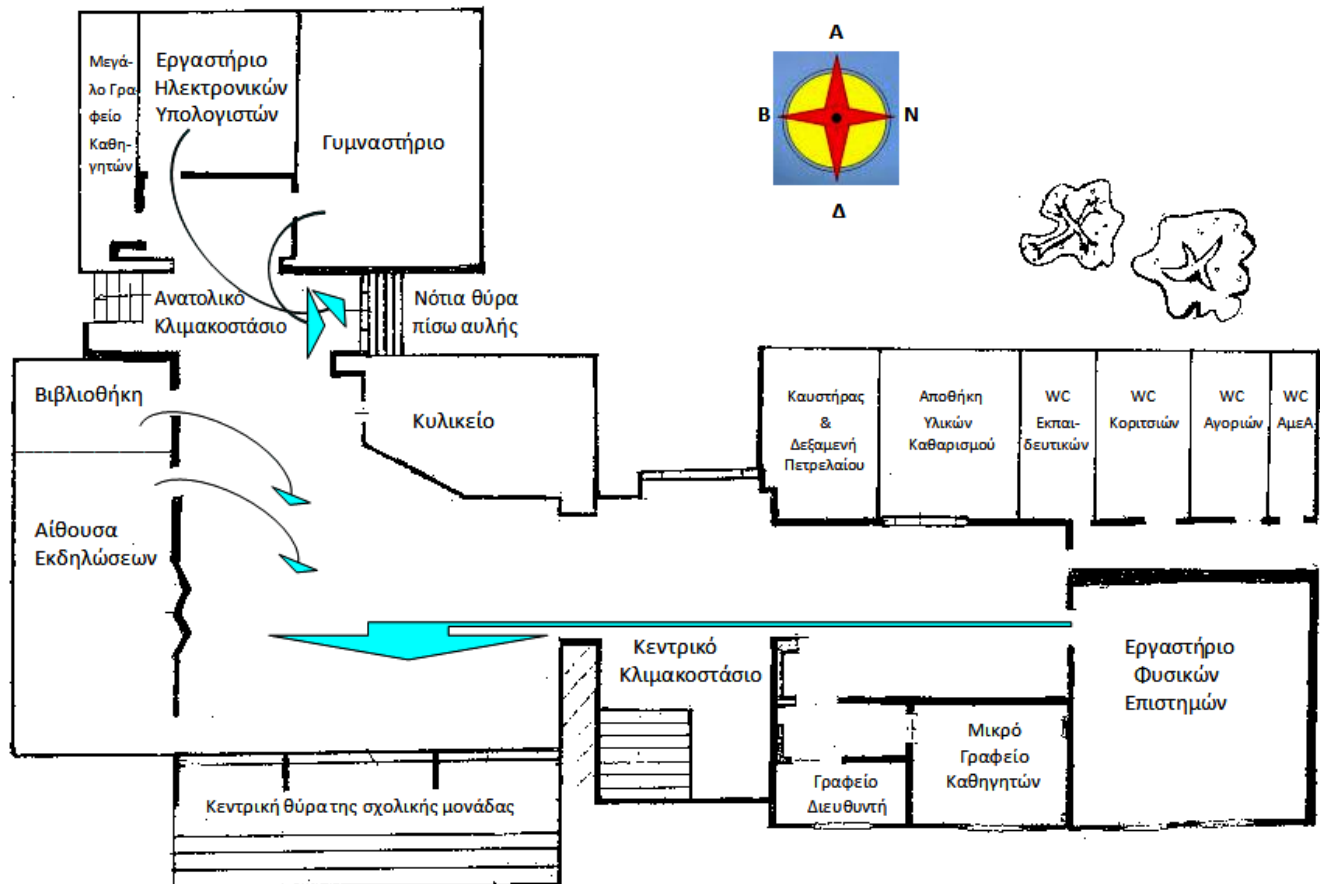 Μεγά-
λο Γρα
φείο
Καθη-
γητών
Εργαστήριο
Ηλεκτρονικών
Υπολογιστών
Γυμναστήριο
Α
Β
Ν
Δ
Ανατολικό
Κλιμακοστάσιο
Νότια θύρα
πίσω αυλής
Βιβλιοθήκη
Κυλικείο
Καυστήρας
&
Δεξαμενή
Πετρελαίου
Αποθήκη
Υλικών
Καθαρισμού
WC
Εκπαι-
δευτικών
WC
Κοριτσιών
WC
Αγοριών
WC
ΑμεΑ
Αίθουσα
Εκδηλώσεων
Κεντρικό
Κλιμακοστάσιο
Εργαστήριο
Φυσικών
Επιστημών
Μικρό
Γραφείο
Καθηγητών
Γραφείο
Διευθυντή
Κεντρική θύρα της σχολικής μονάδας